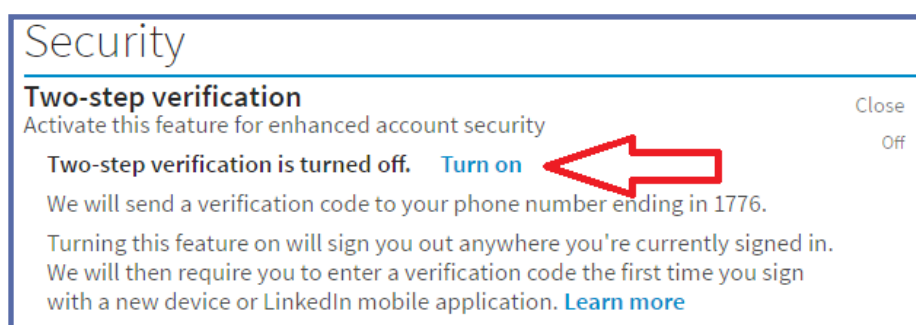 Security
Two-step verification
Close
Activate this feature for enhanced account security
Off
Two-step verification is turned off. Turn on
We will send a verification code to your phone number ending in 1776.
Turning this feature on will sign you out anywhere you're currently signed in.
We will then require you to enter a verification code the first time you sign
with a new device or LinkedIn mobile application. Learn more